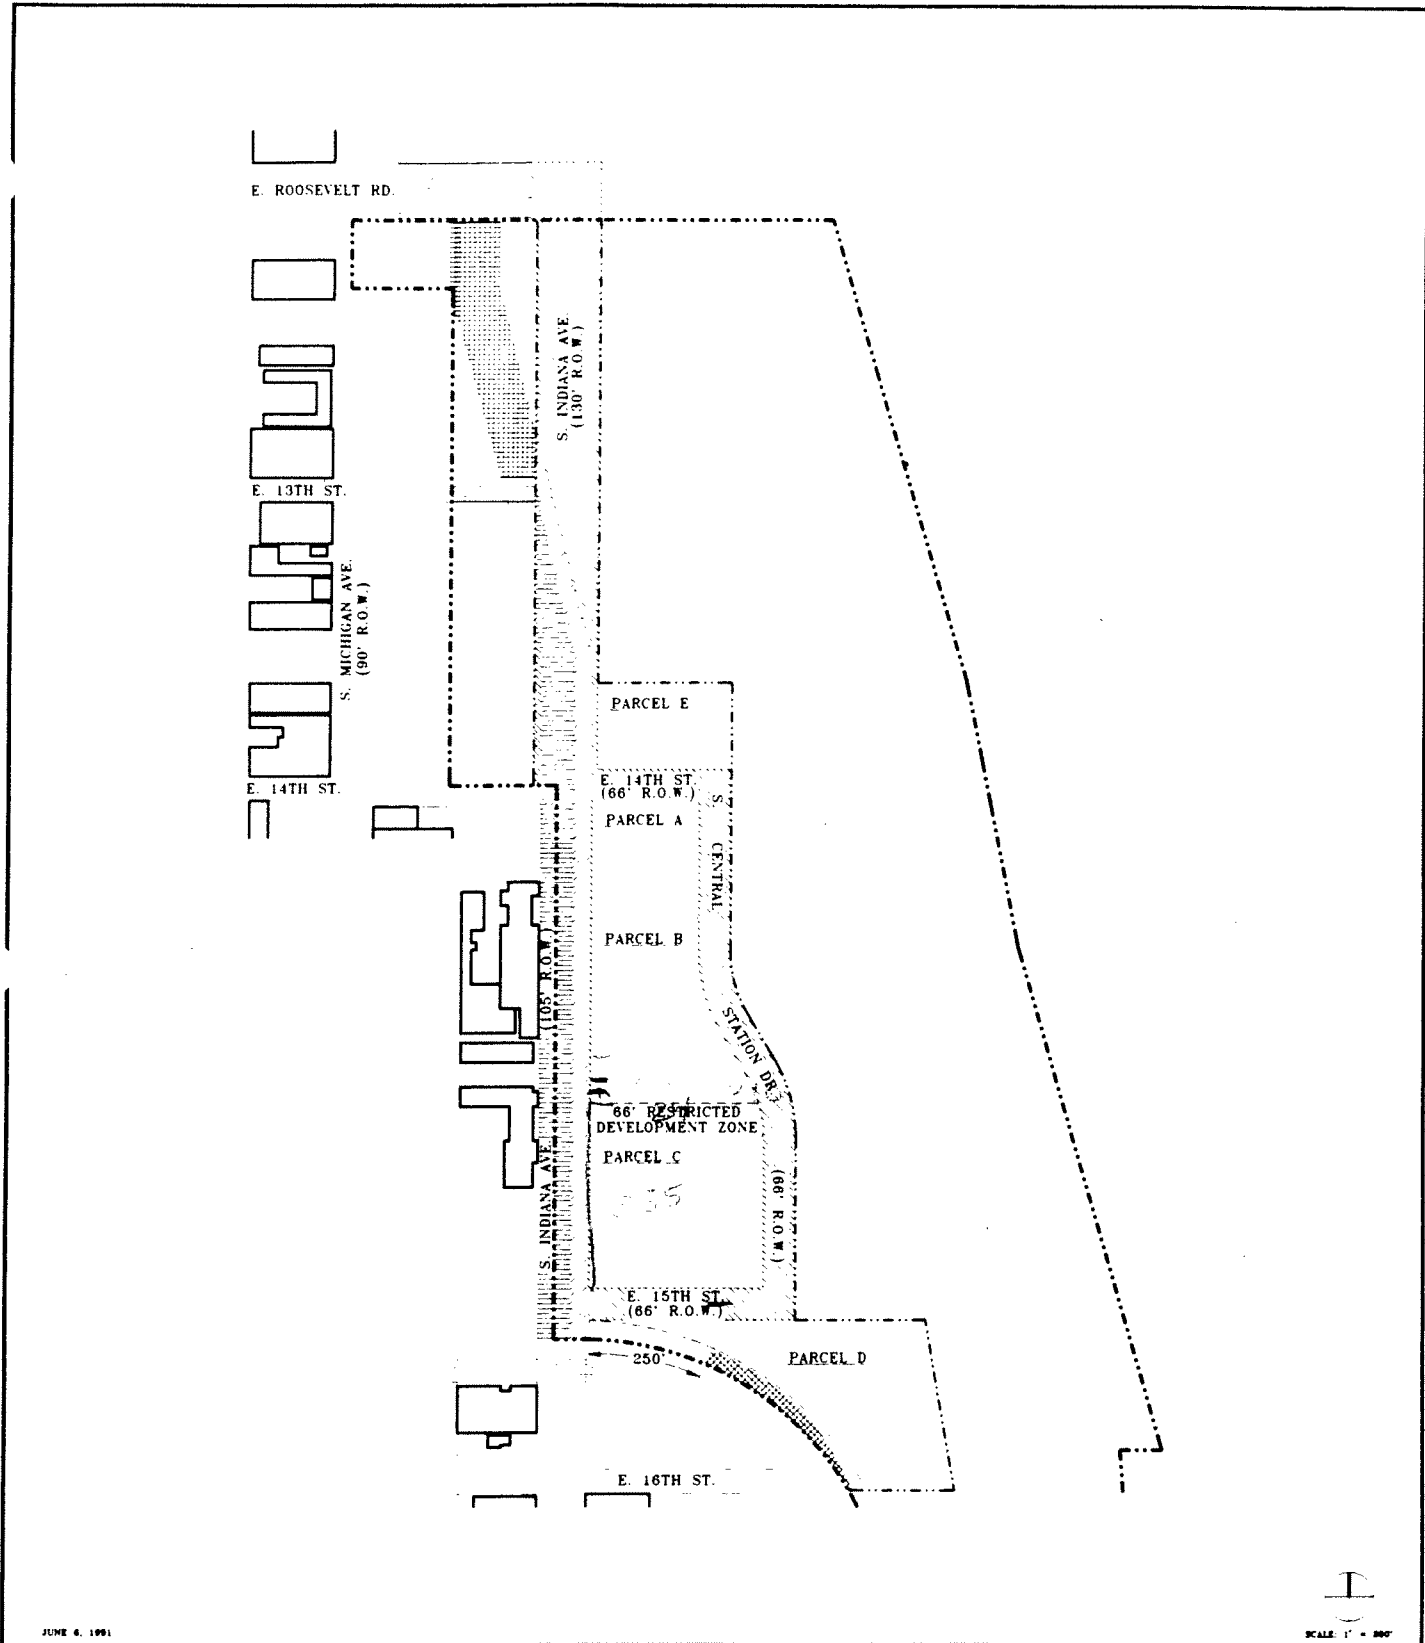 E. ROOSEVELT RD.
S. INDIANA AVE.
(130' R.O.W.)
E. 13TH ST.
S. MICHIGAN AVE.
(90' R.O.W.)
PARCEL E
E. 14TH ST.
(66' R.O.W.)
E. 14TH ST.
PARCEL A
S. CENTRAL STATION DR.
(66' R.O.W.)
PARCEL B
S. INDIANA AVE.
(105' R.O.W.)
66' RESTRICTED
DEVELOPMENT ZONE
PARCEL C
E. 15TH ST.
(66' R.O.W.)
250'
PARCEL D
E. 16TH ST.
JUNE 6, 1991
SCALE: 1" =